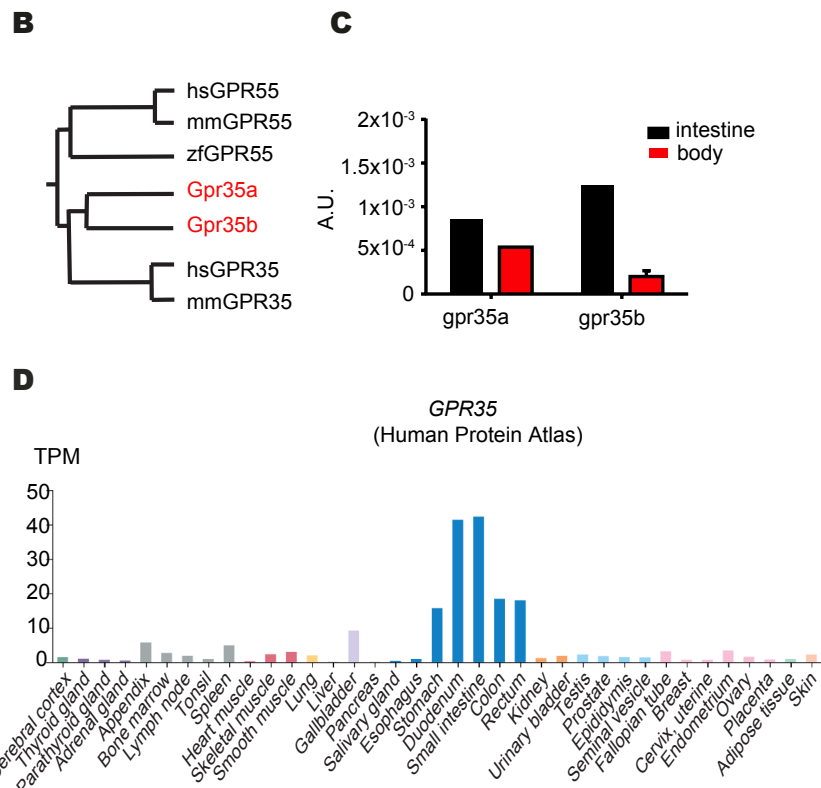 B
hsGPR55
mmGPR55
zfGPR55
Gpr35a
Gpr35b
hsGPR35
mmGPR35
C
2x10⁻³
1.5x10⁻³
1x10⁻³
5x10⁻⁴
0
A.U.
intestine
body
gpr35a
gpr35b
D
GPR35
(Human Protein Atlas)
TPM
50
40
30
20
10
0
Cerebral cortex
Thyroid gland
Parathyroid gland
Adrenal gland
Appendix
Bone marrow
Lymph node
Tonsil
Spleen
Heart muscle
Skeletal muscle
Smooth muscle
Lung
Liver
Gallbladder
Pancreas
Salivary gland
Esophagus
Stomach
Duodenum
Small intestine
Colon
Rectum
Kidney
Urinary bladder
Testis
Prostate
Epididymis
Seminal vesicle
Fallopian tube
Breast
Cervix, uterine
Endometrium
Ovary
Placenta
Adipose tissue
Skin